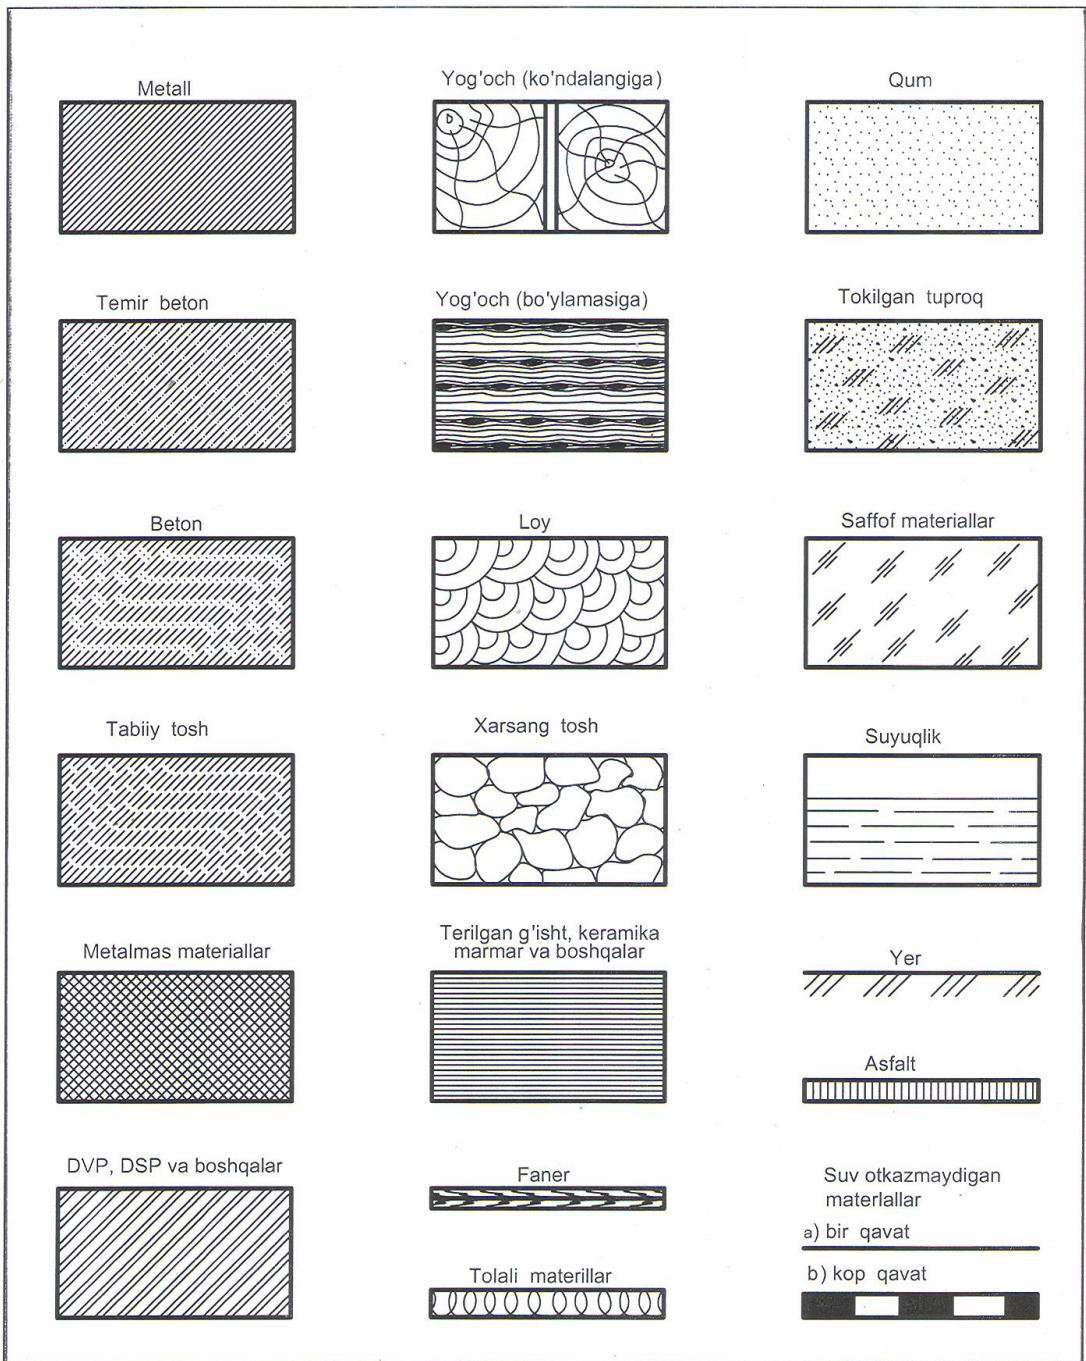 Metall
Yog'och (ko'ndalangiga)
Qum
Temir beton
Yog'och (bo'ylamasiga)
Tokilgan tuproq
Beton
Loy
Saffof materiallar
Tabiiy tosh
Xarsang tosh
Suyuqlik
Metalmas materiallar
Terilgan g'isht, keramika
marmar va boshqalar
Yer
Asfalt
DVP, DSP va boshqalar
Faner
Suv otkazmaydigan
materlallar
a) bir qavat
Tolali materillar
b) kop qavat